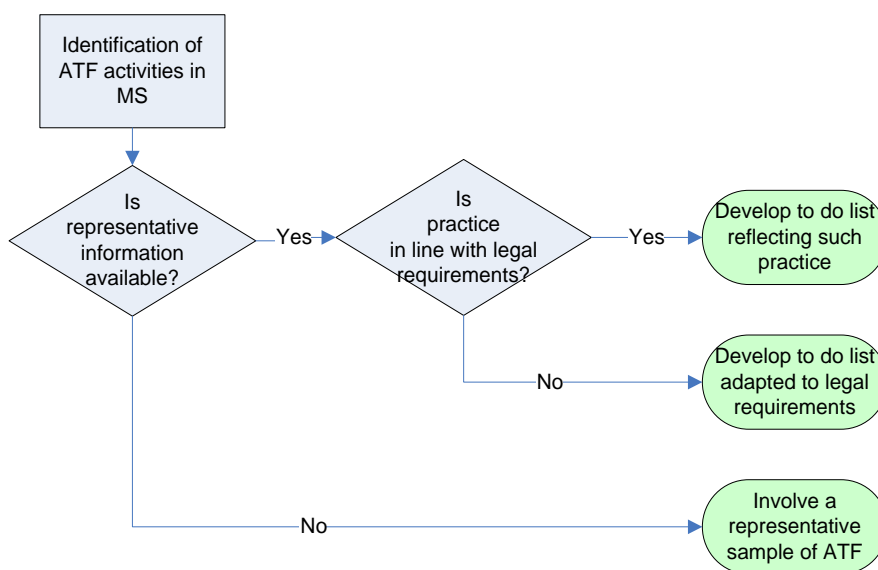 Identification of
ATF activities in
MS
Is
representative
information
available?
Yes
Is
practice
in line with legal
requirements?
Yes
Develop to do list
reflecting such
practice
No
Develop to do list
adapted to legal
requirements
No
Involve a
representative
sample of ATF